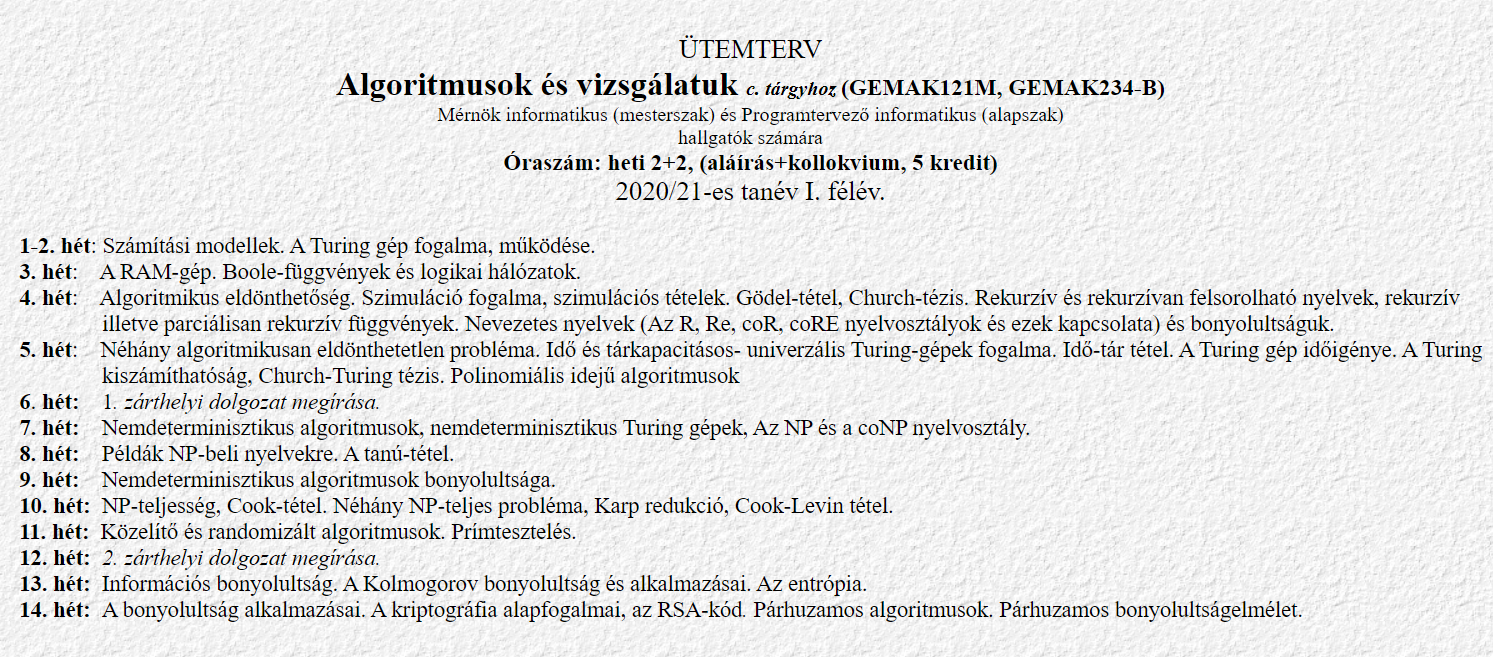 ÜTEMTERV
Algoritmusok és vizsgálatuk c. tárgyhoz (GEMAK121M, GEMAK234-B)
Mérnök informatikus (mesterszak) és Programtervező informatikus (alapszak)
hallgatók számára
Óraszám: heti 2+2, (aláírás+kollokvium, 5 kredit)
2020/21-es tanév I. félév.
1-2. hét: Számítási modellek. A Turing gép fogalma, működése.
3. hét: A RAM-gép. Boole-függvények és logikai hálózatok.
4. hét: Algoritmikus eldönthetőség. Szimuláció fogalma, szimulációs tételek. Gödel-tétel, Church-tézis. Rekurzív és rekurzívan felsorolható nyelvek, rekurzív
illetve parciálisan rekurzív függvények. Nevezetes nyelvek (Az R, Re, coR, coRE nyelvosztályok és ezek kapcsolata) és bonyolultságuk.
5. hét: Néhány algoritmikusan eldönthetetlen probléma. Idő és tárkapacitásos- univerzális Turing-gépek fogalma. Idő-tár tétel. A Turing gép időigénye. A Turing
kiszámíthatóság, Church-Turing tézis. Polinomiális idejű algoritmusok
6. hét: 1. zárthelyi dolgozat megírása.
7. hét: Nemdeterminisztikus algoritmusok, nemdeterminisztikus Turing gépek, Az NP és a coNP nyelvosztály.
8. hét: Példák NP-beli nyelvekre. A tanú-tétel.
9. hét: Nemdeterminisztikus algoritmusok bonyolultsága.
10. hét: NP-teljesség, Cook-tétel. Néhány NP-teljes probléma, Karp redukció, Cook-Levin tétel.
11. hét: Közelítő és randomizált algoritmusok. Prímtesztelés.
12. hét: 2. zárthelyi dolgozat megírása.
13. hét: Információs bonyolultság. A Kolmogorov bonyolultság és alkalmazásai. Az entrópia.
14. hét: A bonyolultság alkalmazásai. A kriptográfia alapfogalmai, az RSA-kód. Párhuzamos algoritmusok. Párhuzamos bonyolultságelmélet.